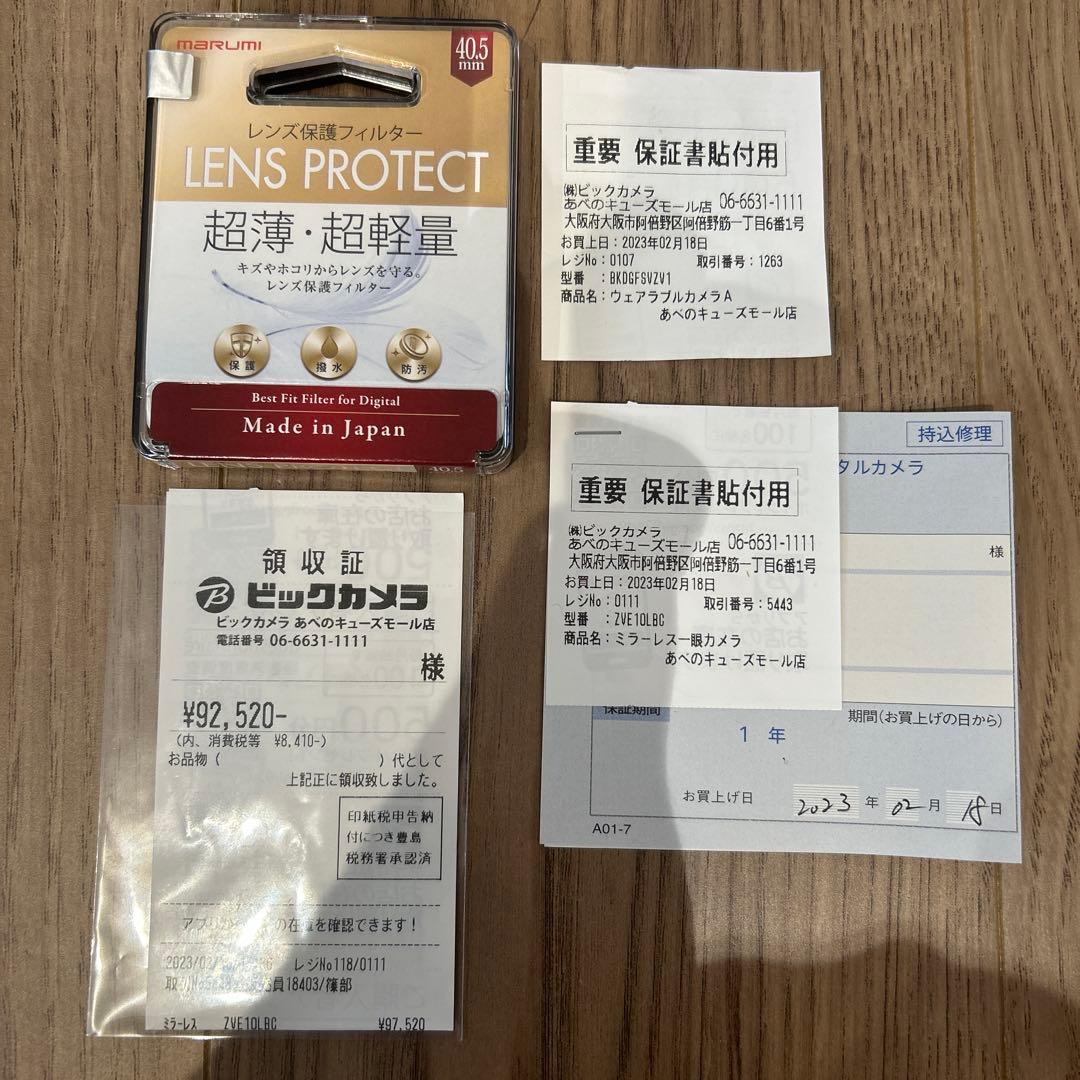 marumi
40.5
mm
レンズ保護フィルター
LENS PROTECT
超薄・超軽量
キズやホコリからレンズを守る。
レンズ保護フィルター
保護
撥水
防汚
Best Fit Filter for Digital
Made in Japan
40.5
重要 保証書貼付用
㈱ビックカメラ
あべのキューズモール店 06-6631-1111
大阪府大阪市阿倍野区阿倍野筋一丁目6番1号
お買上日:2023年02月18日
レジNo:0107 取引番号:1263
型番 :BKDGFSVZV1
商品名:ウェアラブルカメラA
あべのキューズモール店
持込修理
タルカメラ
様
重要 保証書貼付用
㈱ビックカメラ
あべのキューズモール店 06-6631-1111
大阪府大阪市阿倍野区阿倍野筋一丁目6番1号
お買上日:2023年02月18日
レジNo:0111 取引番号:5443
型番 :ZVE10LBC
商品名:ミラーレス一眼カメラ
あべのキューズモール店
保証期間
期間(お買上げの日から)
1 年
お買上げ日 2023 年 02 月 18 日
A01-7
領収証
ビックカメラ
ビックカメラ あべのキューズモール店
電話番号 06-6631-1111
様
¥92,520-
(内、消費税等 ¥8,410-)
お品物( )代として
上記正に領収致しました。
印紙税申告納
付につき豊島
税務署承認済
の在庫を確認できます!
レジNo118/0111
員18403/篠部
ミラーレス ZVE10LBC ¥97,520